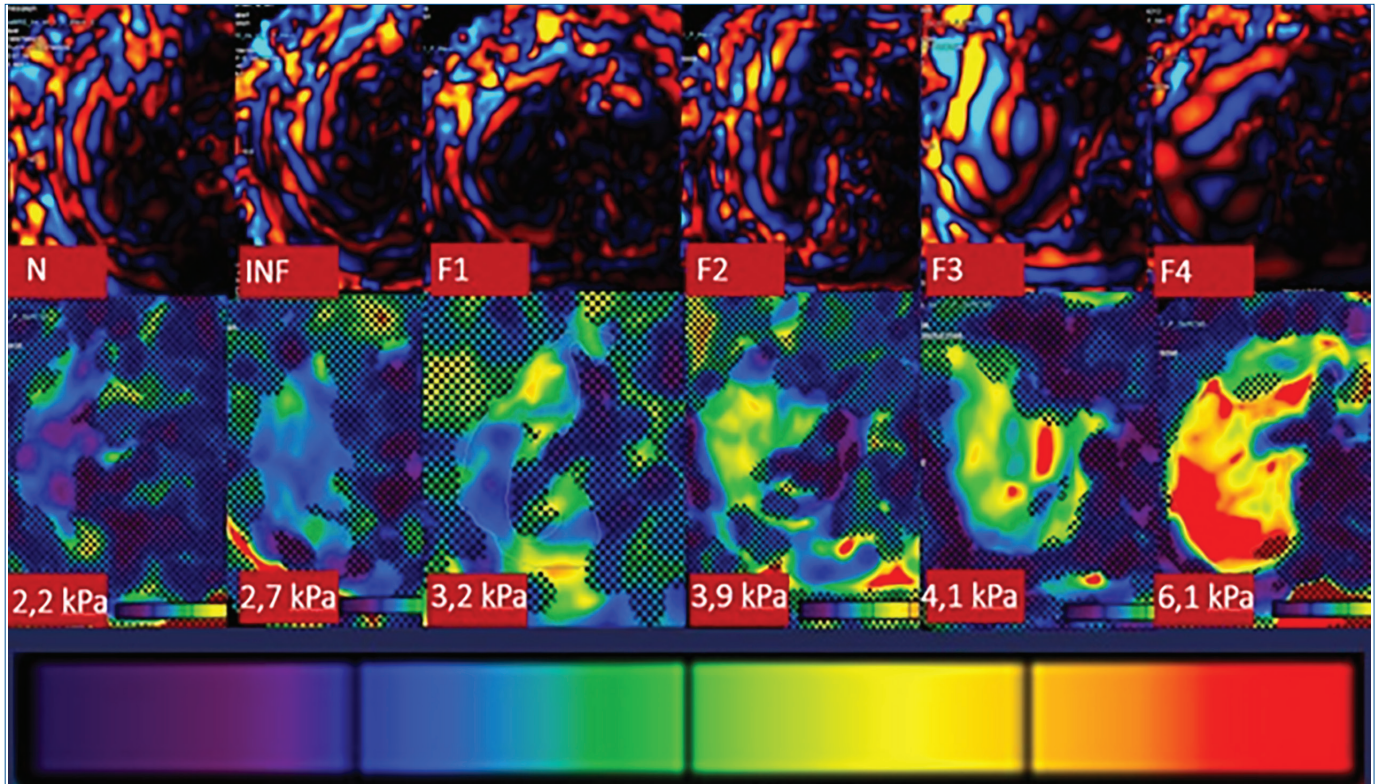 N
INF
F1
F2
F3
F4
2,2 kPa
2,7 kPa
3,2 kPa
3,9 kPa
4,1 kPa
6,1 kPa